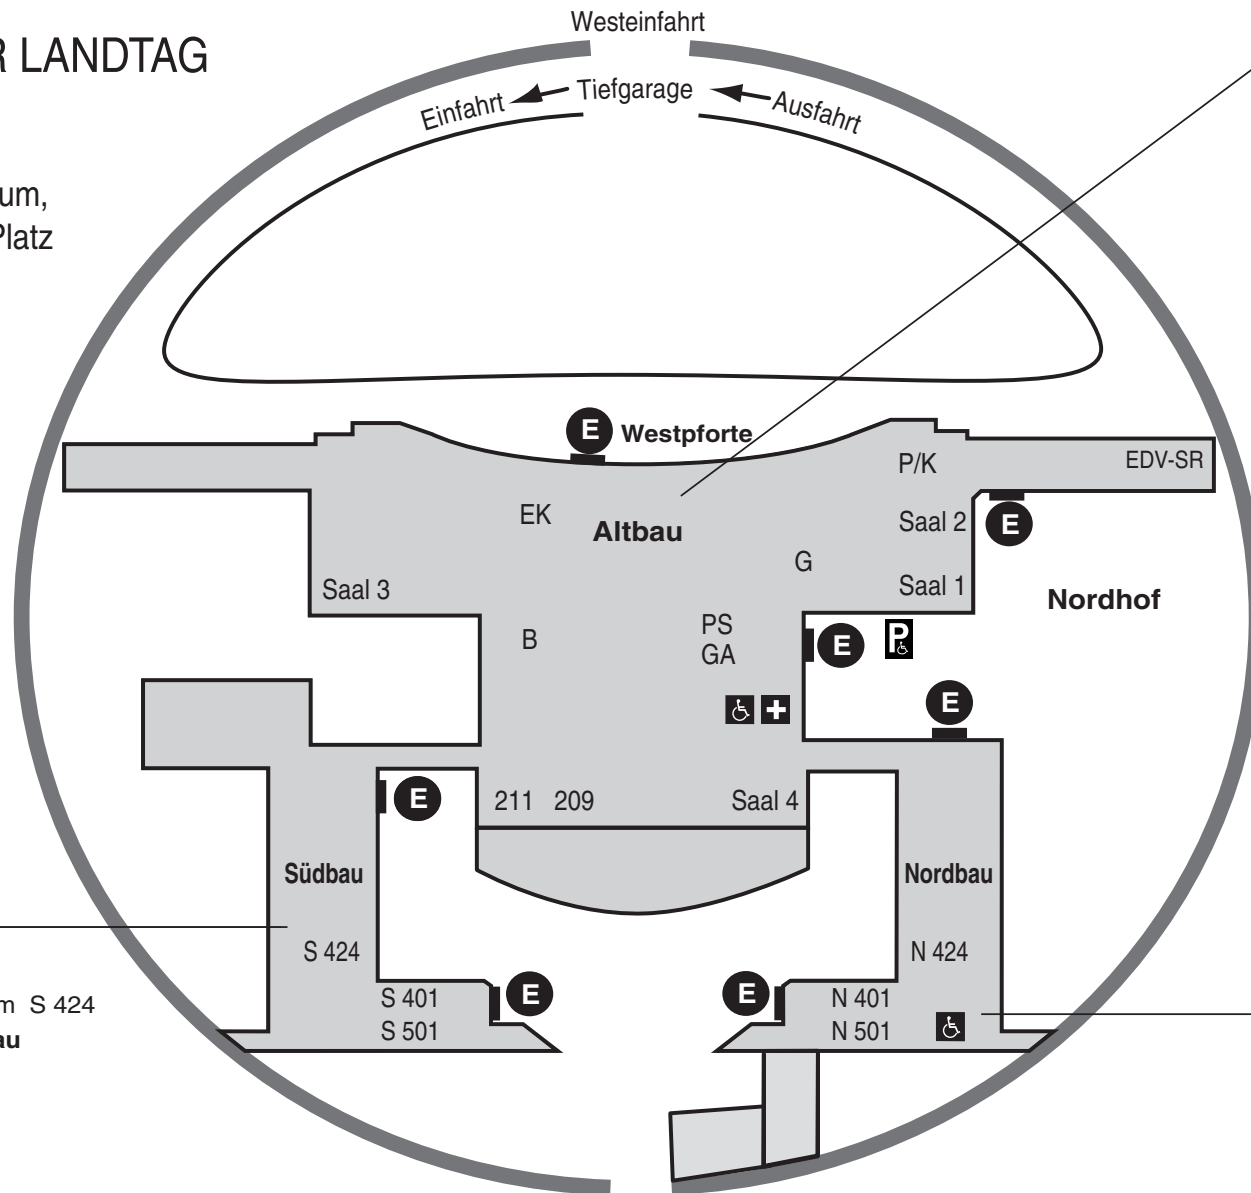 Westeinfahrt
R LANDTAG
Einfahrt
Tiefgarage
Ausfahrt
um,
Platz
E
Westpforte
P/K
EDV-SR
EK
Altbau
Saal 2
E
G
Saal 3
Saal 1
Nordhof
B
PS
GA
E
P
E
E
211
209
Saal 4
Südbau
Nordbau
S 424
N 424
m S 424
au
S 401
S 501
E
E
N 401
N 501